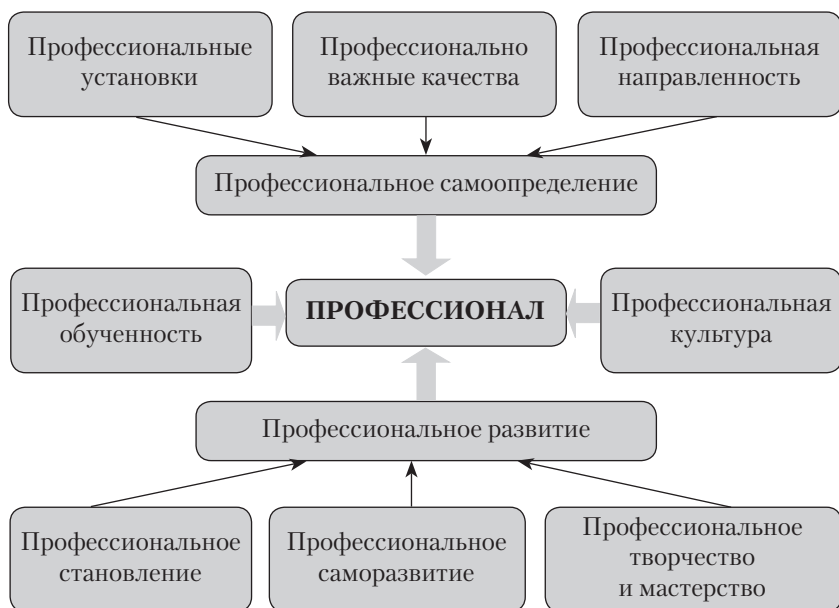 Профессиональные
установки
Профессионально
важные качества
Профессиональная
направленность
Профессиональное самоопределение
Профессиональная
обученность
ПРОФЕССИОНАЛ
Профессиональная
культура
Профессиональное развитие
Профессиональное
становление
Профессиональное
саморазвитие
Профессиональное
творчество
и мастерство